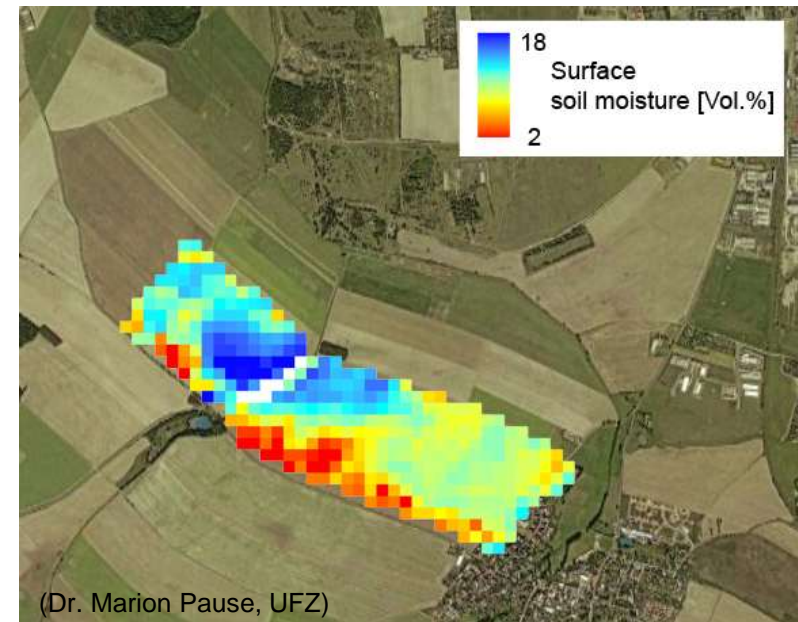 18
Surface
soil moisture [Vol.%]
2
(Dr. Marion Pause, UFZ)